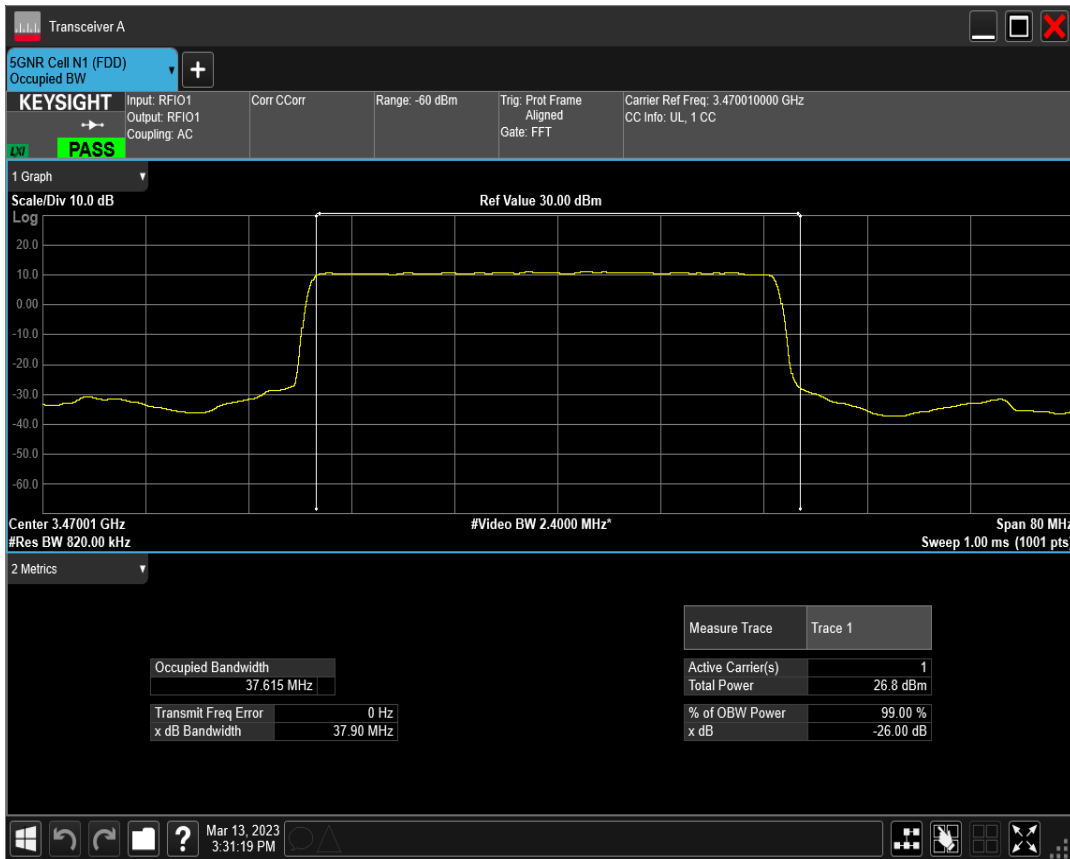 Transceiver A
5GNR Cell N1 (FDD)
Occupied BW
+
KEYSIGHT
LXI
PASS
Input: RFIO1
Output: RFIO1
Coupling: AC
Corr CCorr
Range: -60 dBm
Trig: Prot Frame
Aligned
Gate: FFT
Carrier Ref Freq: 3.470010000 GHz
CC Info: UL, 1 CC
1 Graph
Scale/Div 10.0 dB
Ref Value 30.00 dBm
Log
20.0
10.0
0.00
-10.0
-20.0
-30.0
-40.0
-50.0
-60.0
Center 3.47001 GHz
#Video BW 2.4000 MHz*
Span 80 MHz
#Res BW 820.00 kHz
Sweep 1.00 ms (1001 pts)
2 Metrics
Measure Trace Trace 1
Occupied Bandwidth
37.615 MHz
Active Carrier(s) 1
Total Power 26.8 dBm
Transmit Freq Error 0 Hz
x dB Bandwidth 37.90 MHz
% of OBW Power 99.00 %
x dB -26.00 dB
?
Mar 13, 2023
3:31:19 PM